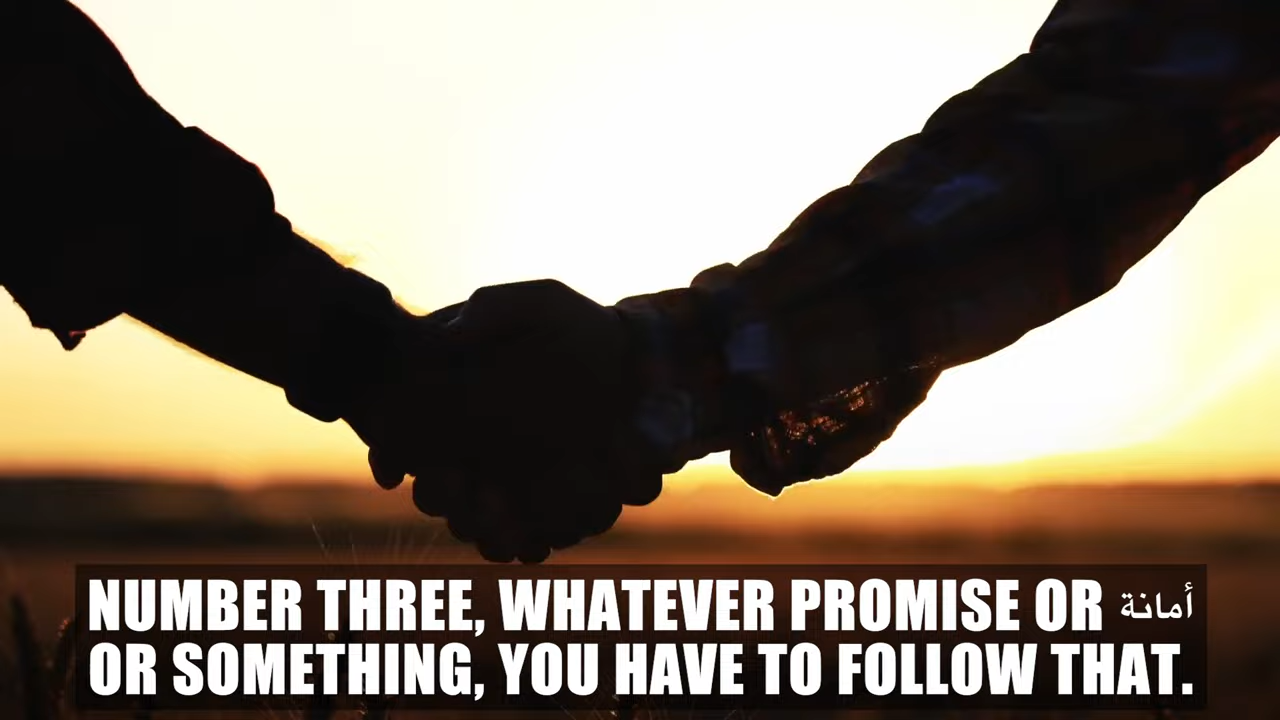 NUMBER THREE, WHATEVER PROMISE OR أمانة
OR SOMETHING, YOU HAVE TO FOLLOW THAT.